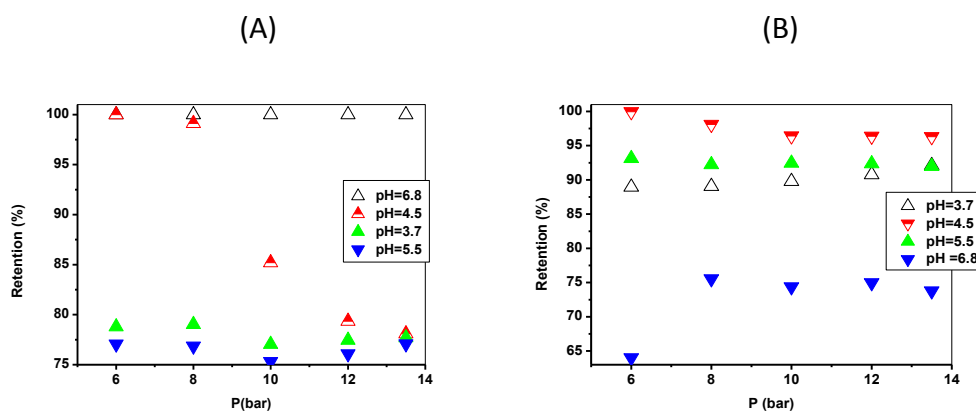 (A)
(B)
100
95
90
85
80
75
Retention (%)
6
8
10
12
14
P(bar)
pH=6.8
pH=4.5
pH=3.7
pH=5.5
100
95
90
85
80
75
70
65
Retention (%)
6
8
10
12
14
P (bar)
pH=3.7
pH=4.5
pH=5.5
pH =6.8